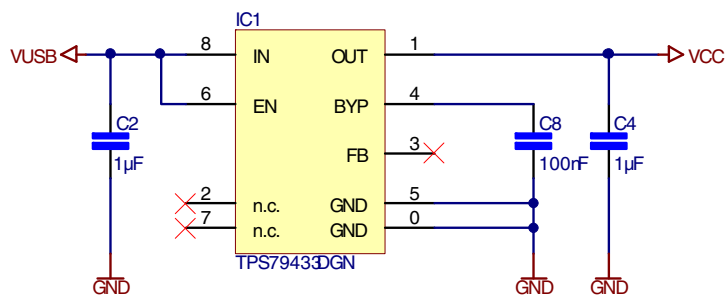 IC1
VUSB 8 IN OUT 1 VCC
6 EN BYP 4
C2 C8 C4
1µF FB 3 100nF 1µF
2 n.c. GND 5
7 n.c. GND 0
TPS79433DGN
GND GND GND